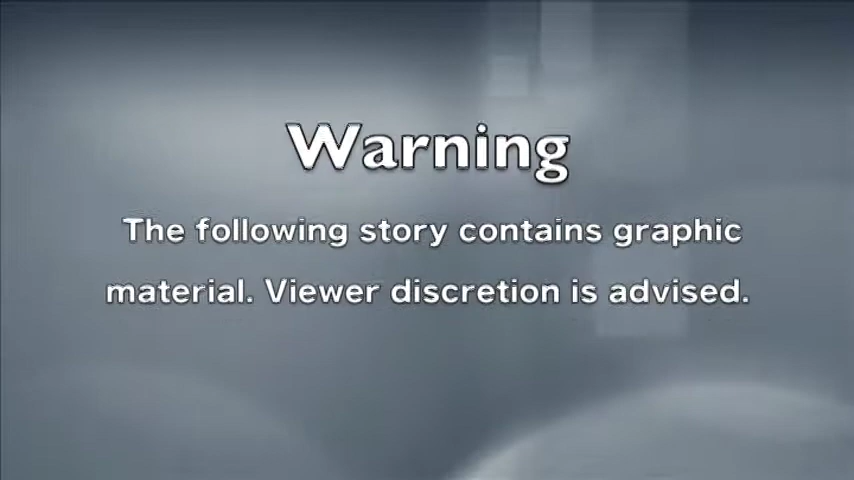 Warning
The following story contains graphic
material. Viewer discretion is advised.